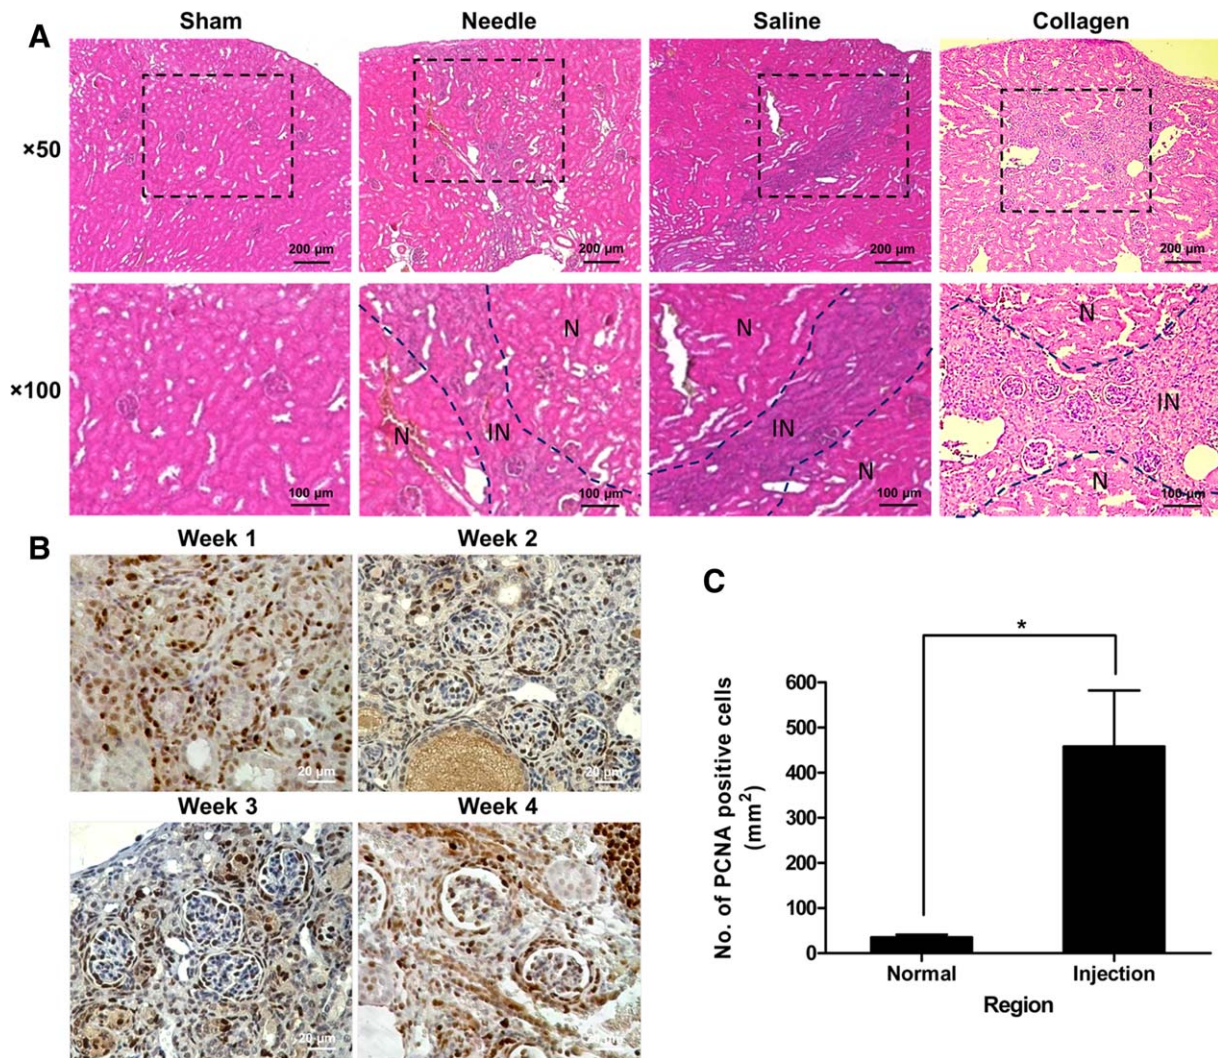 A
Sham
Needle
Saline
Collagen
×50
200 µm
200 µm
200 µm
200 µm
×100
100 µm
N
N
IN
100 µm
N
IN
N
100 µm
N
IN
N
100 µm
B
Week 1
Week 2
20 µm
20 µm
Week 3
Week 4
20 µm
20 µm
C
*
No. of PCNA positive cells
(mm²)
600
500
400
300
200
100
0
Normal
Injection
Region